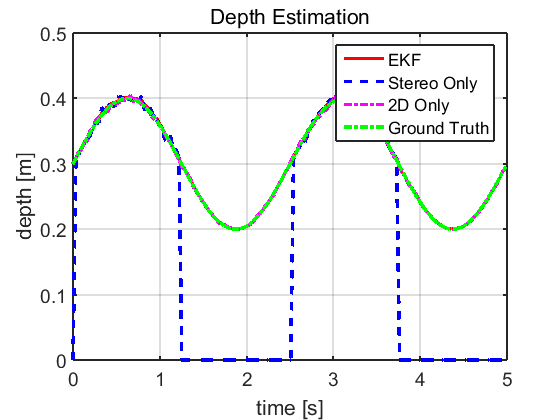 Depth Estimation
0.5
0.4
0.3
0.2
0.1
0
depth [m]
EKF
Stereo Only
2D Only
Ground Truth
0 1 2 3 4 5
time [s]